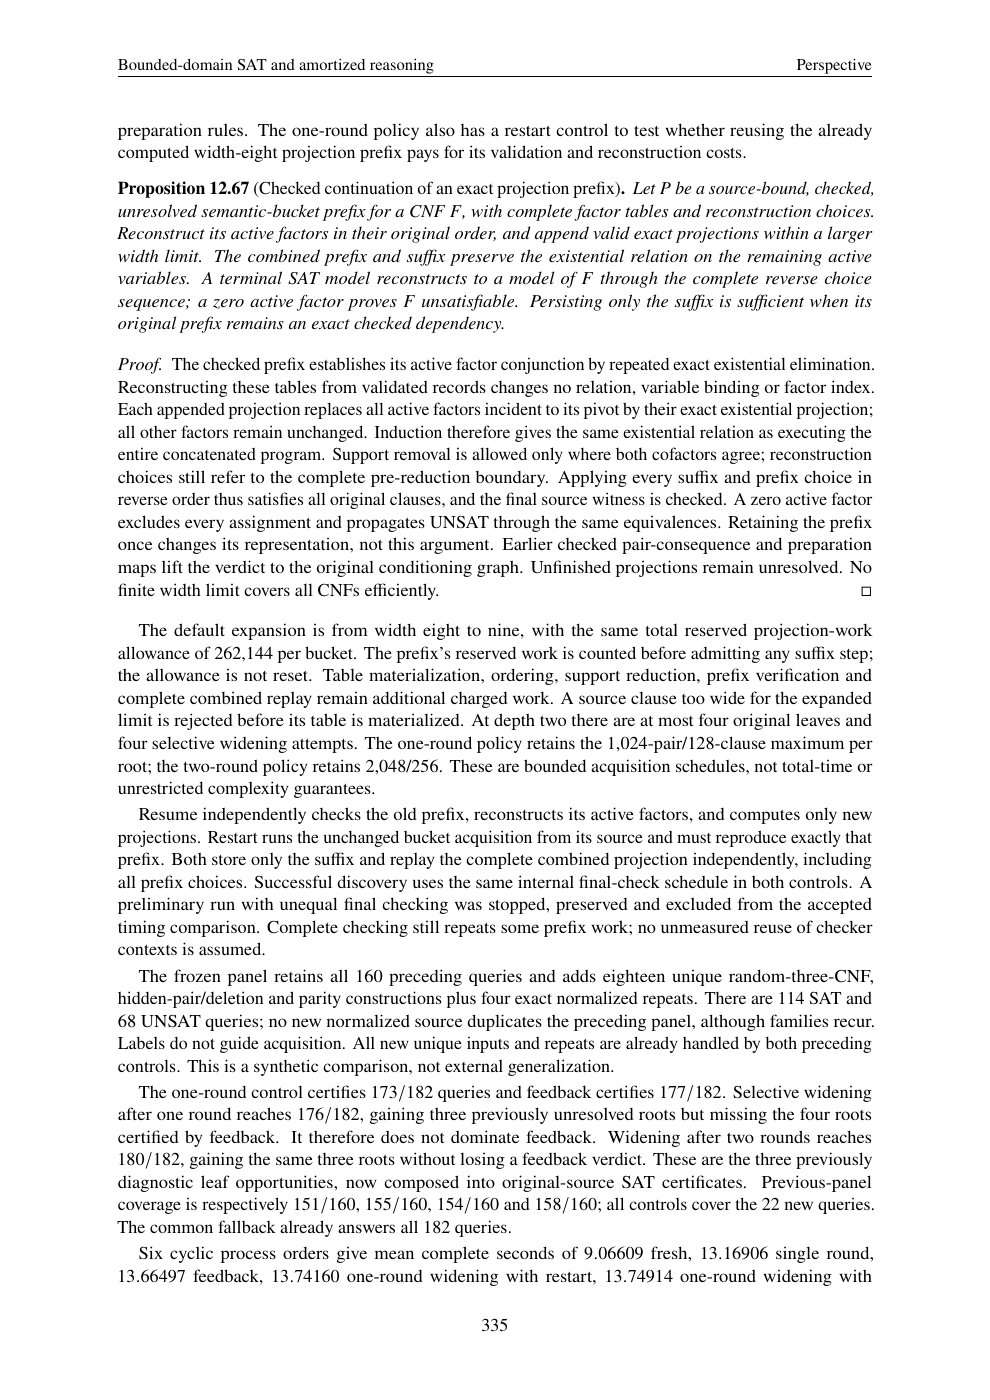 Bounded-domain SAT and amortized reasoning Perspective
preparation rules. The one-round policy also has a restart control to test whether reusing the already
computed width-eight projection prefix pays for its validation and reconstruction costs.
Proposition 12.67 (Checked continuation of an exact projection prefix). Let P be a source-bound, checked,
unresolved semantic-bucket prefix for a CNF F, with complete factor tables and reconstruction choices.
Reconstruct its active factors in their original order, and append valid exact projections within a larger
width limit. The combined prefix and suffix preserve the existential relation on the remaining active
variables. A terminal SAT model reconstructs to a model of F through the complete reverse choice
sequence; a zero active factor proves F unsatisfiable. Persisting only the suffix is sufficient when its
original prefix remains an exact checked dependency.
Proof. The checked prefix establishes its active factor conjunction by repeated exact existential elimination.
Reconstructing these tables from validated records changes no relation, variable binding or factor index.
Each appended projection replaces all active factors incident to its pivot by their exact existential projection;
all other factors remain unchanged. Induction therefore gives the same existential relation as executing the
entire concatenated program. Support removal is allowed only where both cofactors agree; reconstruction
choices still refer to the complete pre-reduction boundary. Applying every suffix and prefix choice in
reverse order thus satisfies all original clauses, and the final source witness is checked. A zero active factor
excludes every assignment and propagates UNSAT through the same equivalences. Retaining the prefix
once changes its representation, not this argument. Earlier checked pair-consequence and preparation
maps lift the verdict to the original conditioning graph. Unfinished projections remain unresolved. No
finite width limit covers all CNFs efficiently. □
The default expansion is from width eight to nine, with the same total reserved projection-work
allowance of 262,144 per bucket. The prefix's reserved work is counted before admitting any suffix step;
the allowance is not reset. Table materialization, ordering, support reduction, prefix verification and
complete combined replay remain additional charged work. A source clause too wide for the expanded
limit is rejected before its table is materialized. At depth two there are at most four original leaves and
four selective widening attempts. The one-round policy retains the 1,024-pair/128-clause maximum per
root; the two-round policy retains 2,048/256. These are bounded acquisition schedules, not total-time or
unrestricted complexity guarantees.
Resume independently checks the old prefix, reconstructs its active factors, and computes only new
projections. Restart runs the unchanged bucket acquisition from its source and must reproduce exactly that
prefix. Both store only the suffix and replay the complete combined projection independently, including
all prefix choices. Successful discovery uses the same internal final-check schedule in both controls. A
preliminary run with unequal final checking was stopped, preserved and excluded from the accepted
timing comparison. Complete checking still repeats some prefix work; no unmeasured reuse of checker
contexts is assumed.
The frozen panel retains all 160 preceding queries and adds eighteen unique random-three-CNF,
hidden-pair/deletion and parity constructions plus four exact normalized repeats. There are 114 SAT and
68 UNSAT queries; no new normalized source duplicates the preceding panel, although families recur.
Labels do not guide acquisition. All new unique inputs and repeats are already handled by both preceding
controls. This is a synthetic comparison, not external generalization.
The one-round control certifies 173/182 queries and feedback certifies 177/182. Selective widening
after one round reaches 176/182, gaining three previously unresolved roots but missing the four roots
certified by feedback. It therefore does not dominate feedback. Widening after two rounds reaches
180/182, gaining the same three roots without losing a feedback verdict. These are the three previously
diagnostic leaf opportunities, now composed into original-source SAT certificates. Previous-panel
coverage is respectively 151/160, 155/160, 154/160 and 158/160; all controls cover the 22 new queries.
The common fallback already answers all 182 queries.
Six cyclic process orders give mean complete seconds of 9.06609 fresh, 13.16906 single round,
13.66497 feedback, 13.74160 one-round widening with restart, 13.74914 one-round widening with
335